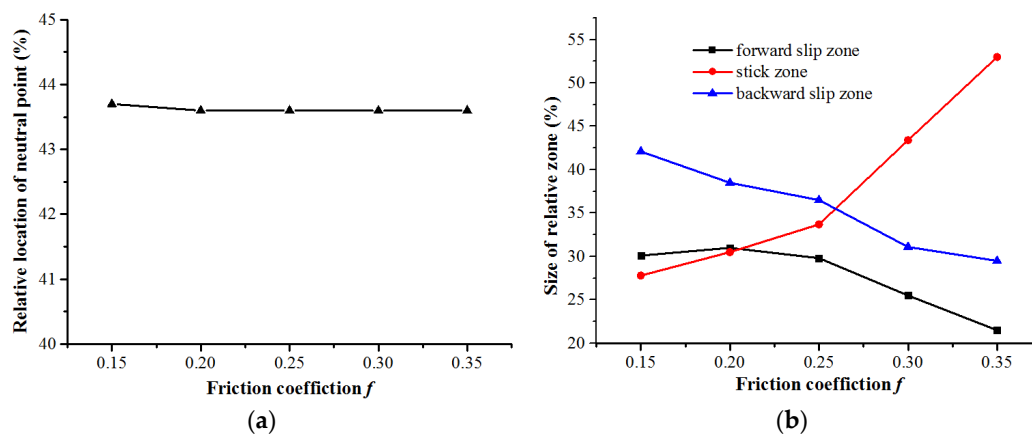 45
44
43
42
41
40
Relative location of neutral point (%)
0.15 0.20 0.25 0.30 0.35
Friction coeffiction f
(a)
55
50
45
40
35
30
25
20
Size of relative zone (%)
forward slip zone
stick zone
backward slip zone
0.15 0.20 0.25 0.30 0.35
Friction coeffiction f
(b)